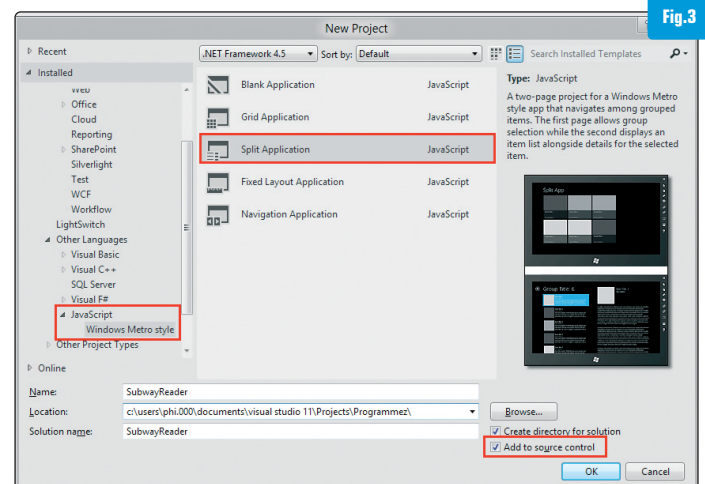 Fig.3
New Project
Recent
.NET Framework 4.5
Sort by: Default
Search Installed Templates
Installed
Web
Office
Cloud
Reporting
SharePoint
Silverlight
Test
WCF
Workflow
LightSwitch
Other Languages
Visual Basic
Visual C++
SQL Server
Visual F#
JavaScript
Windows Metro style
Other Project Types
Online
Blank Application JavaScript
Grid Application JavaScript
Split Application JavaScript
Fixed Layout Application JavaScript
Navigation Application JavaScript
Type: JavaScript
A two-page project for a Windows Metro
style app that navigates among grouped
items. The first page allows group
selection while the second displays an
item list alongside details for the selected
item.
Split App
Group Title: 6
Name: SubwayReader
Location: c:\users\phi.000\documents\visual studio 11\Projects\Programmez\
Browse...
Solution name: SubwayReader
Create directory for solution
Add to source control
OK
Cancel